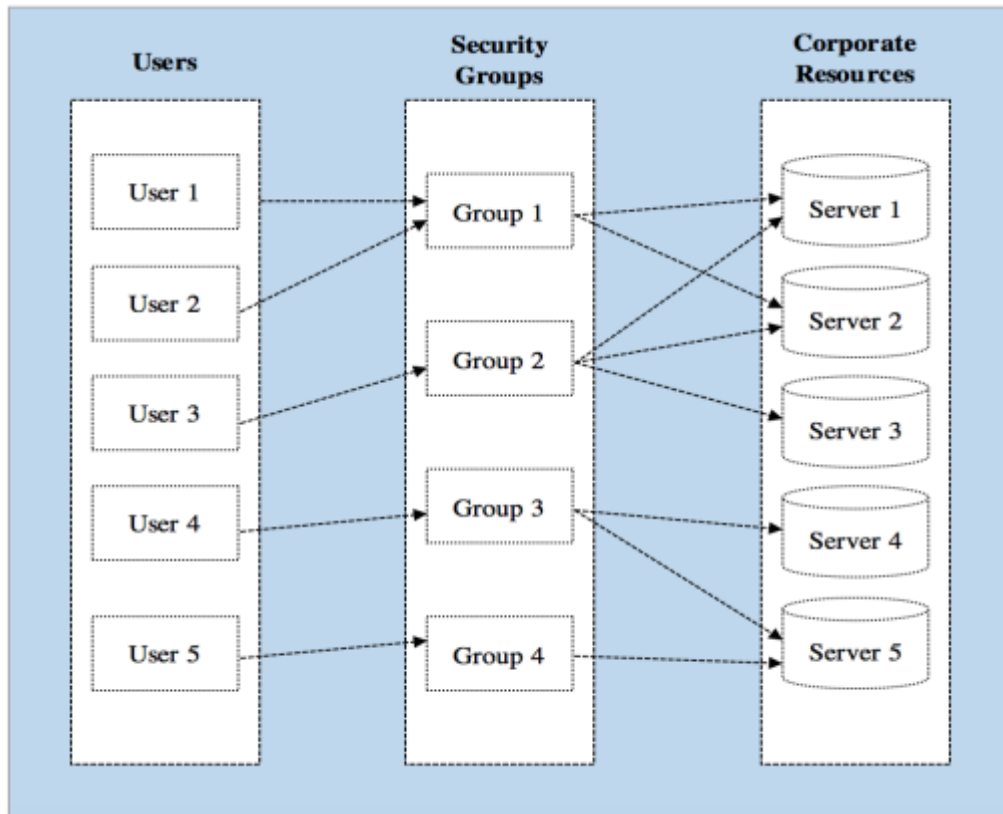 Users
Security
Groups
Corporate
Resources
User 1
User 2
User 3
User 4
User 5
Group 1
Group 2
Group 3
Group 4
Server 1
Server 2
Server 3
Server 4
Server 5